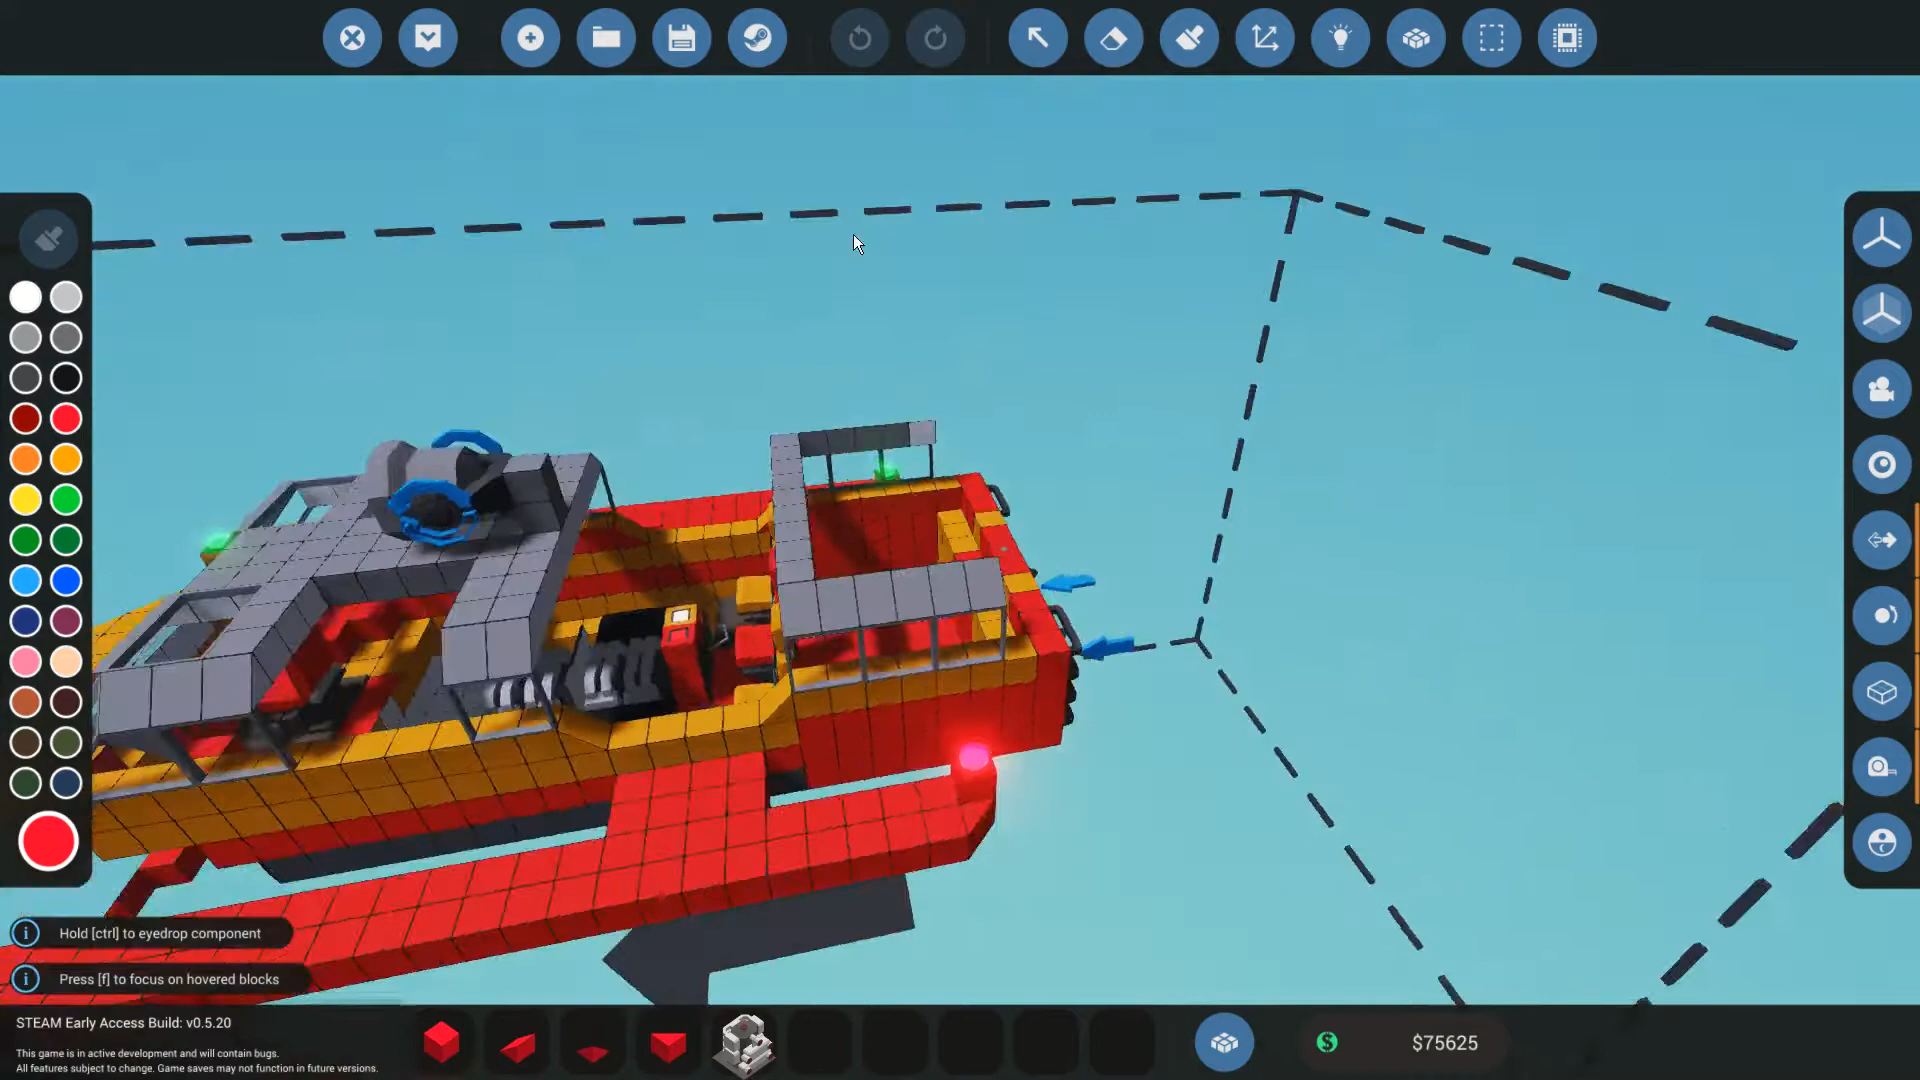 Hold [ctrl] to eyedrop component
Press [f] to focus on hovered blocks
STEAM Early Access Build: v0.5.20
This game is in active development and will contain bugs.
All features subject to change. Game saves may not function in future versions.
$75625